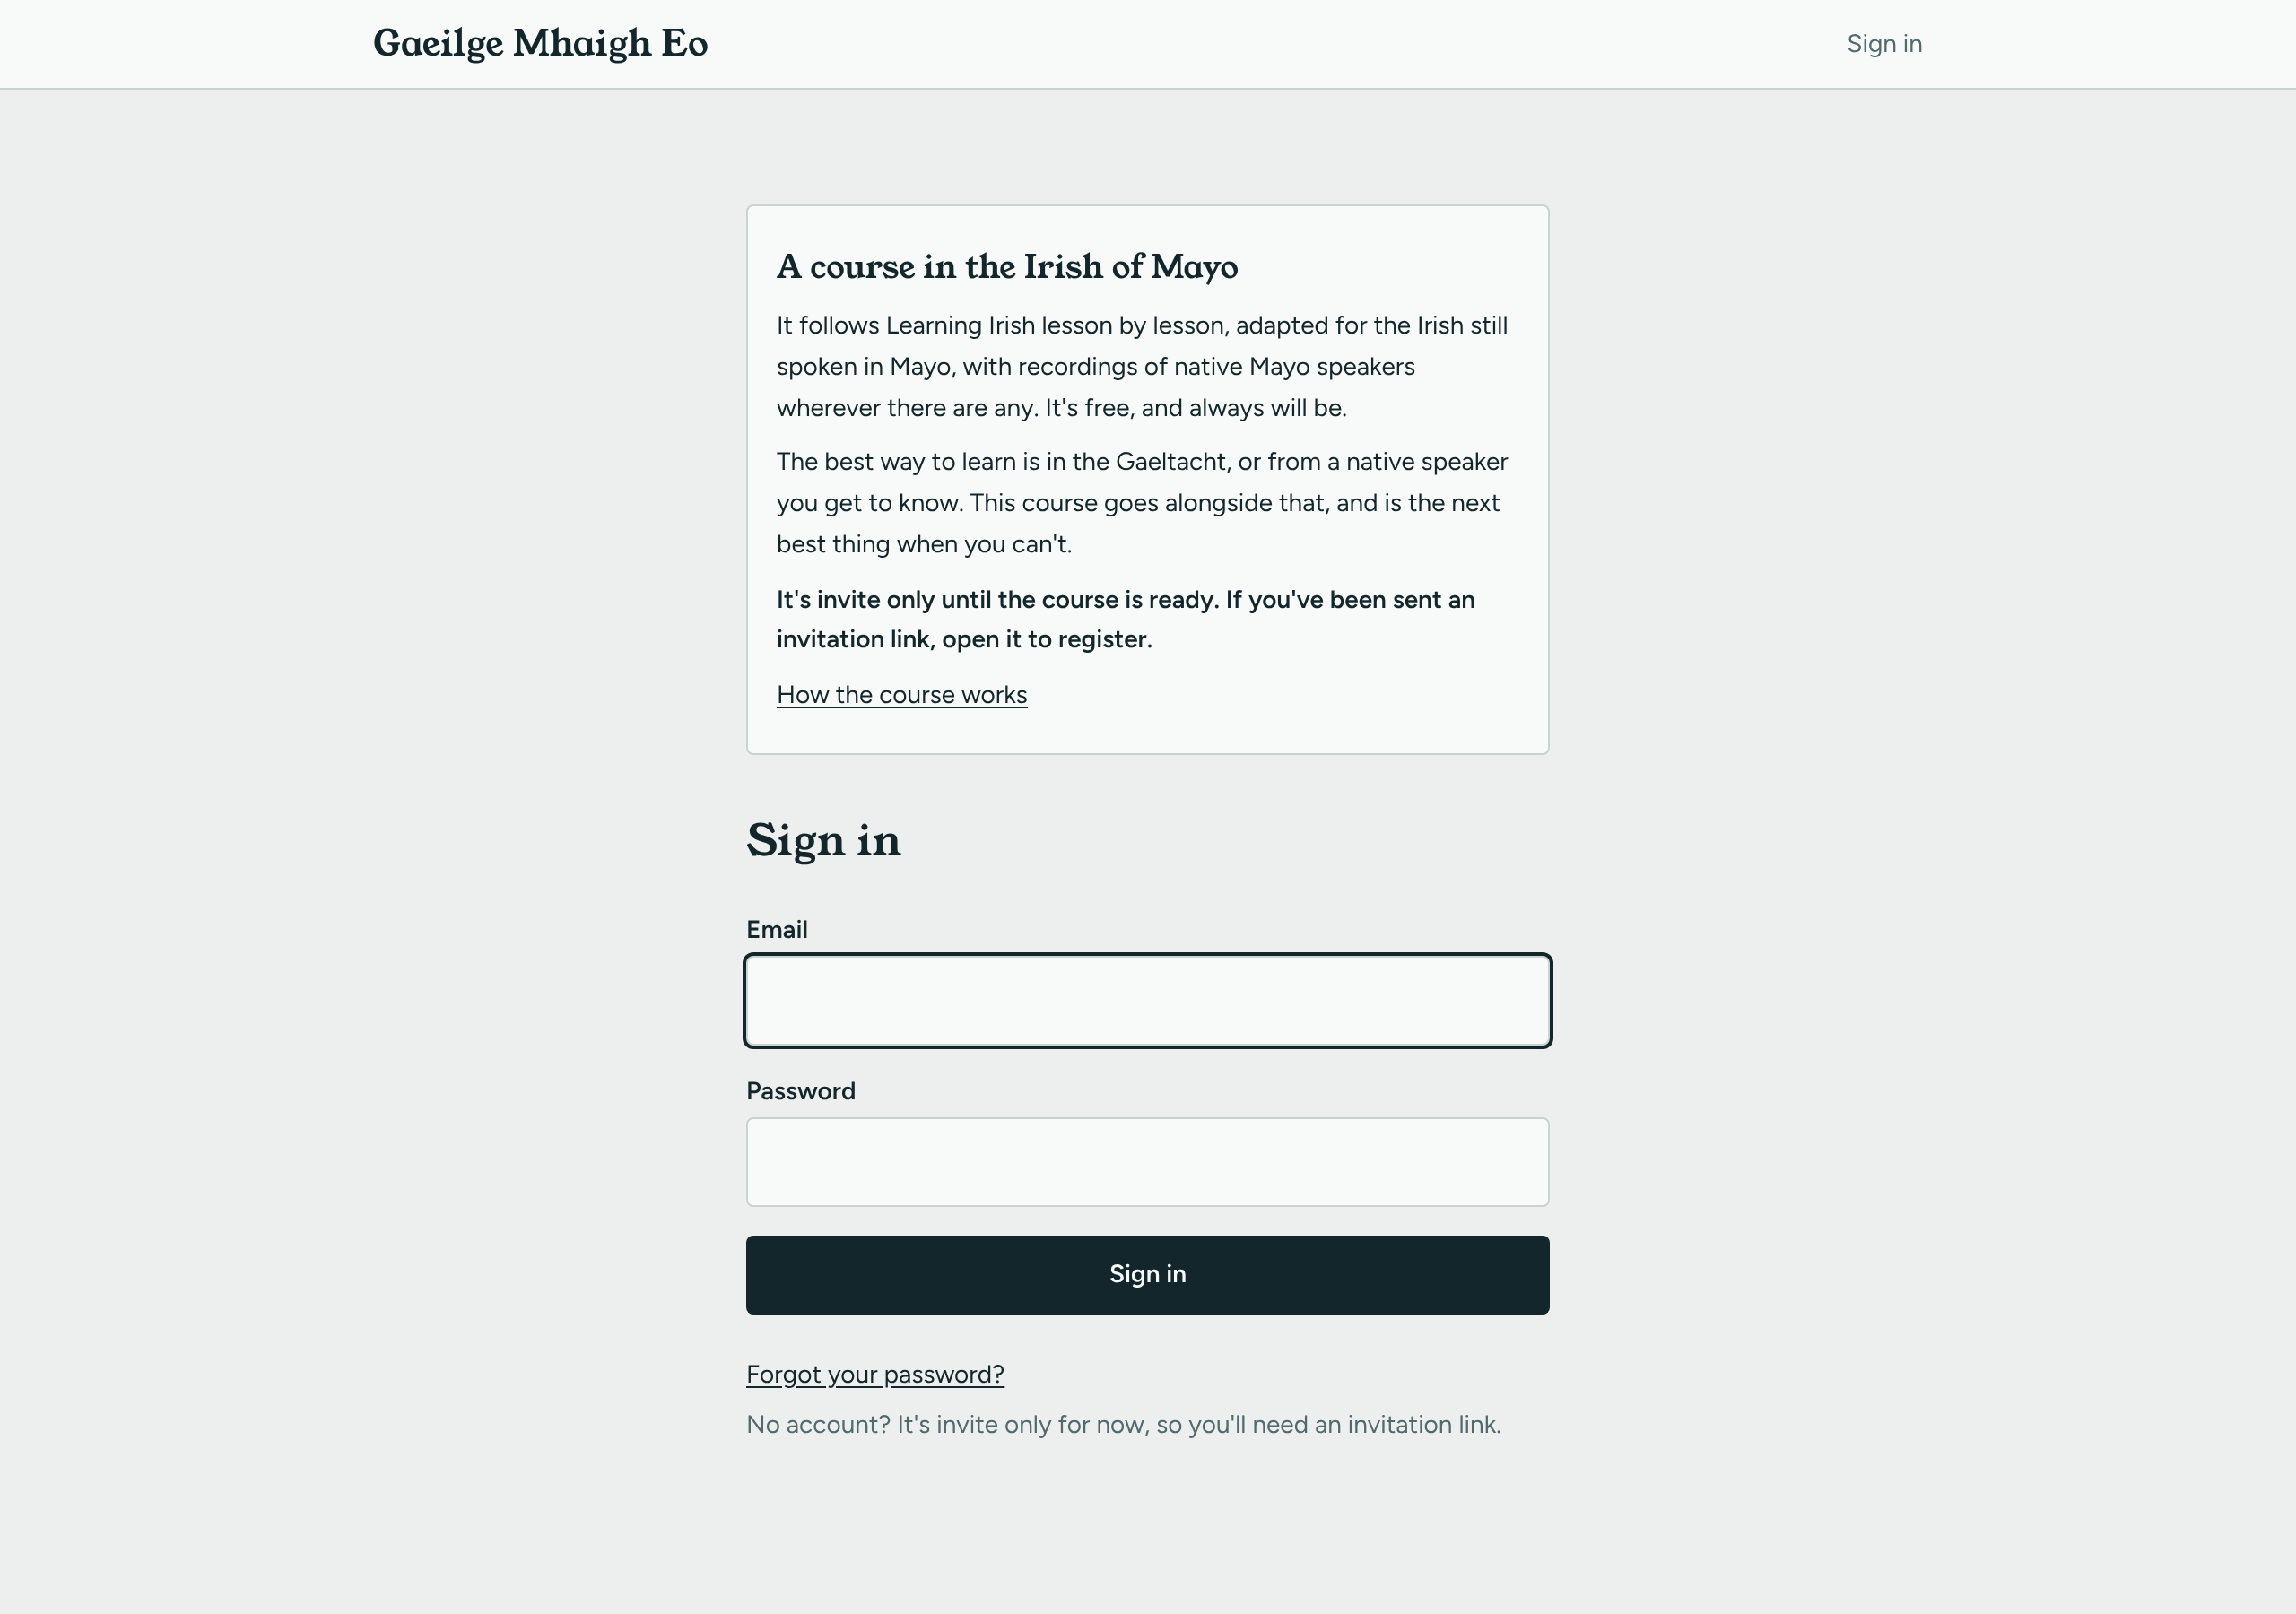 Gaeilge Mhaigh Eo
Sign in
A course in the Irish of Mayo
It follows Learning Irish lesson by lesson, adapted for the Irish still
spoken in Mayo, with recordings of native Mayo speakers
wherever there are any. It's free, and always will be.
The best way to learn is in the Gaeltacht, or from a native speaker
you get to know. This course goes alongside that, and is the next
best thing when you can't.
It's invite only until the course is ready. If you've been sent an
invitation link, open it to register.
How the course works
Sign in
Email
Password
Sign in
Forgot your password?
No account? It's invite only for now, so you'll need an invitation link.